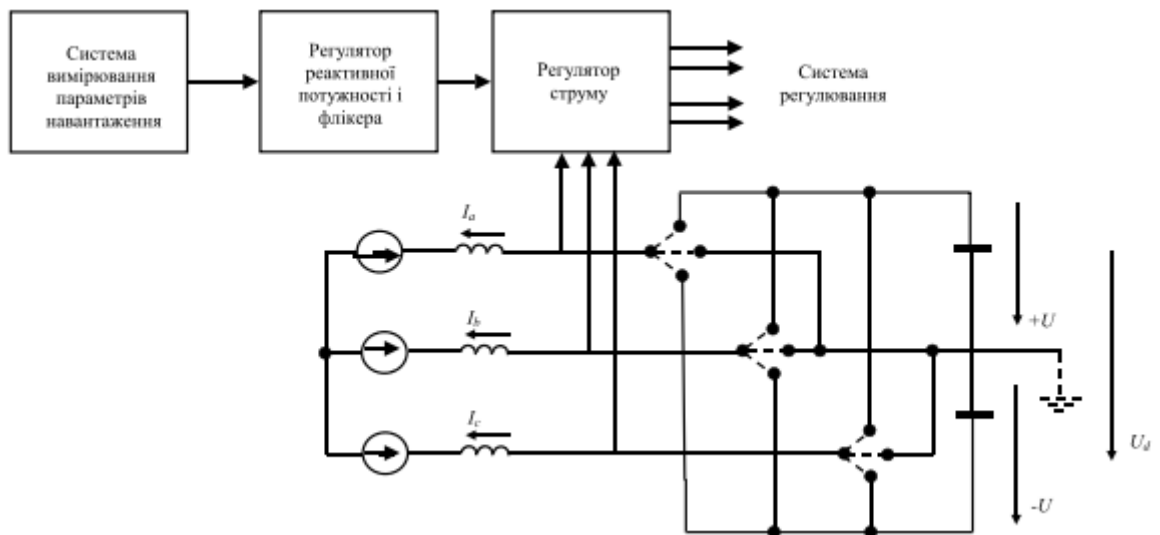 Система
вимірювання
параметрів
навантаження
Регулятор
реактивної
потужності і
флікера
Регулятор
струму
Система
регулювання
Ia
Ib
Ic
+U
-U
Ud